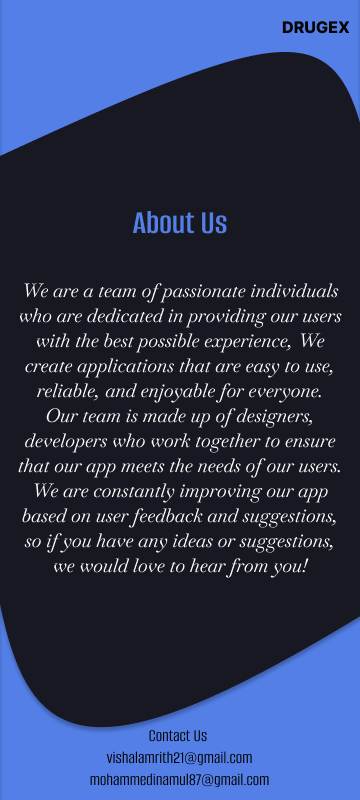 DRUGEX
About Us
We are a team of passionate individuals
who are dedicated in providing our users
with the best possible experience, We
create applications that are easy to use,
reliable, and enjoyable for everyone.
Our team is made up of designers,
developers who work together to ensure
that our app meets the needs of our users.
We are constantly improving our app
based on user feedback and suggestions,
so if you have any ideas or suggestions,
we would love to hear from you!
Contact Us
vishalamrith21@gmail.com
mohammedinamul87@gmail.com